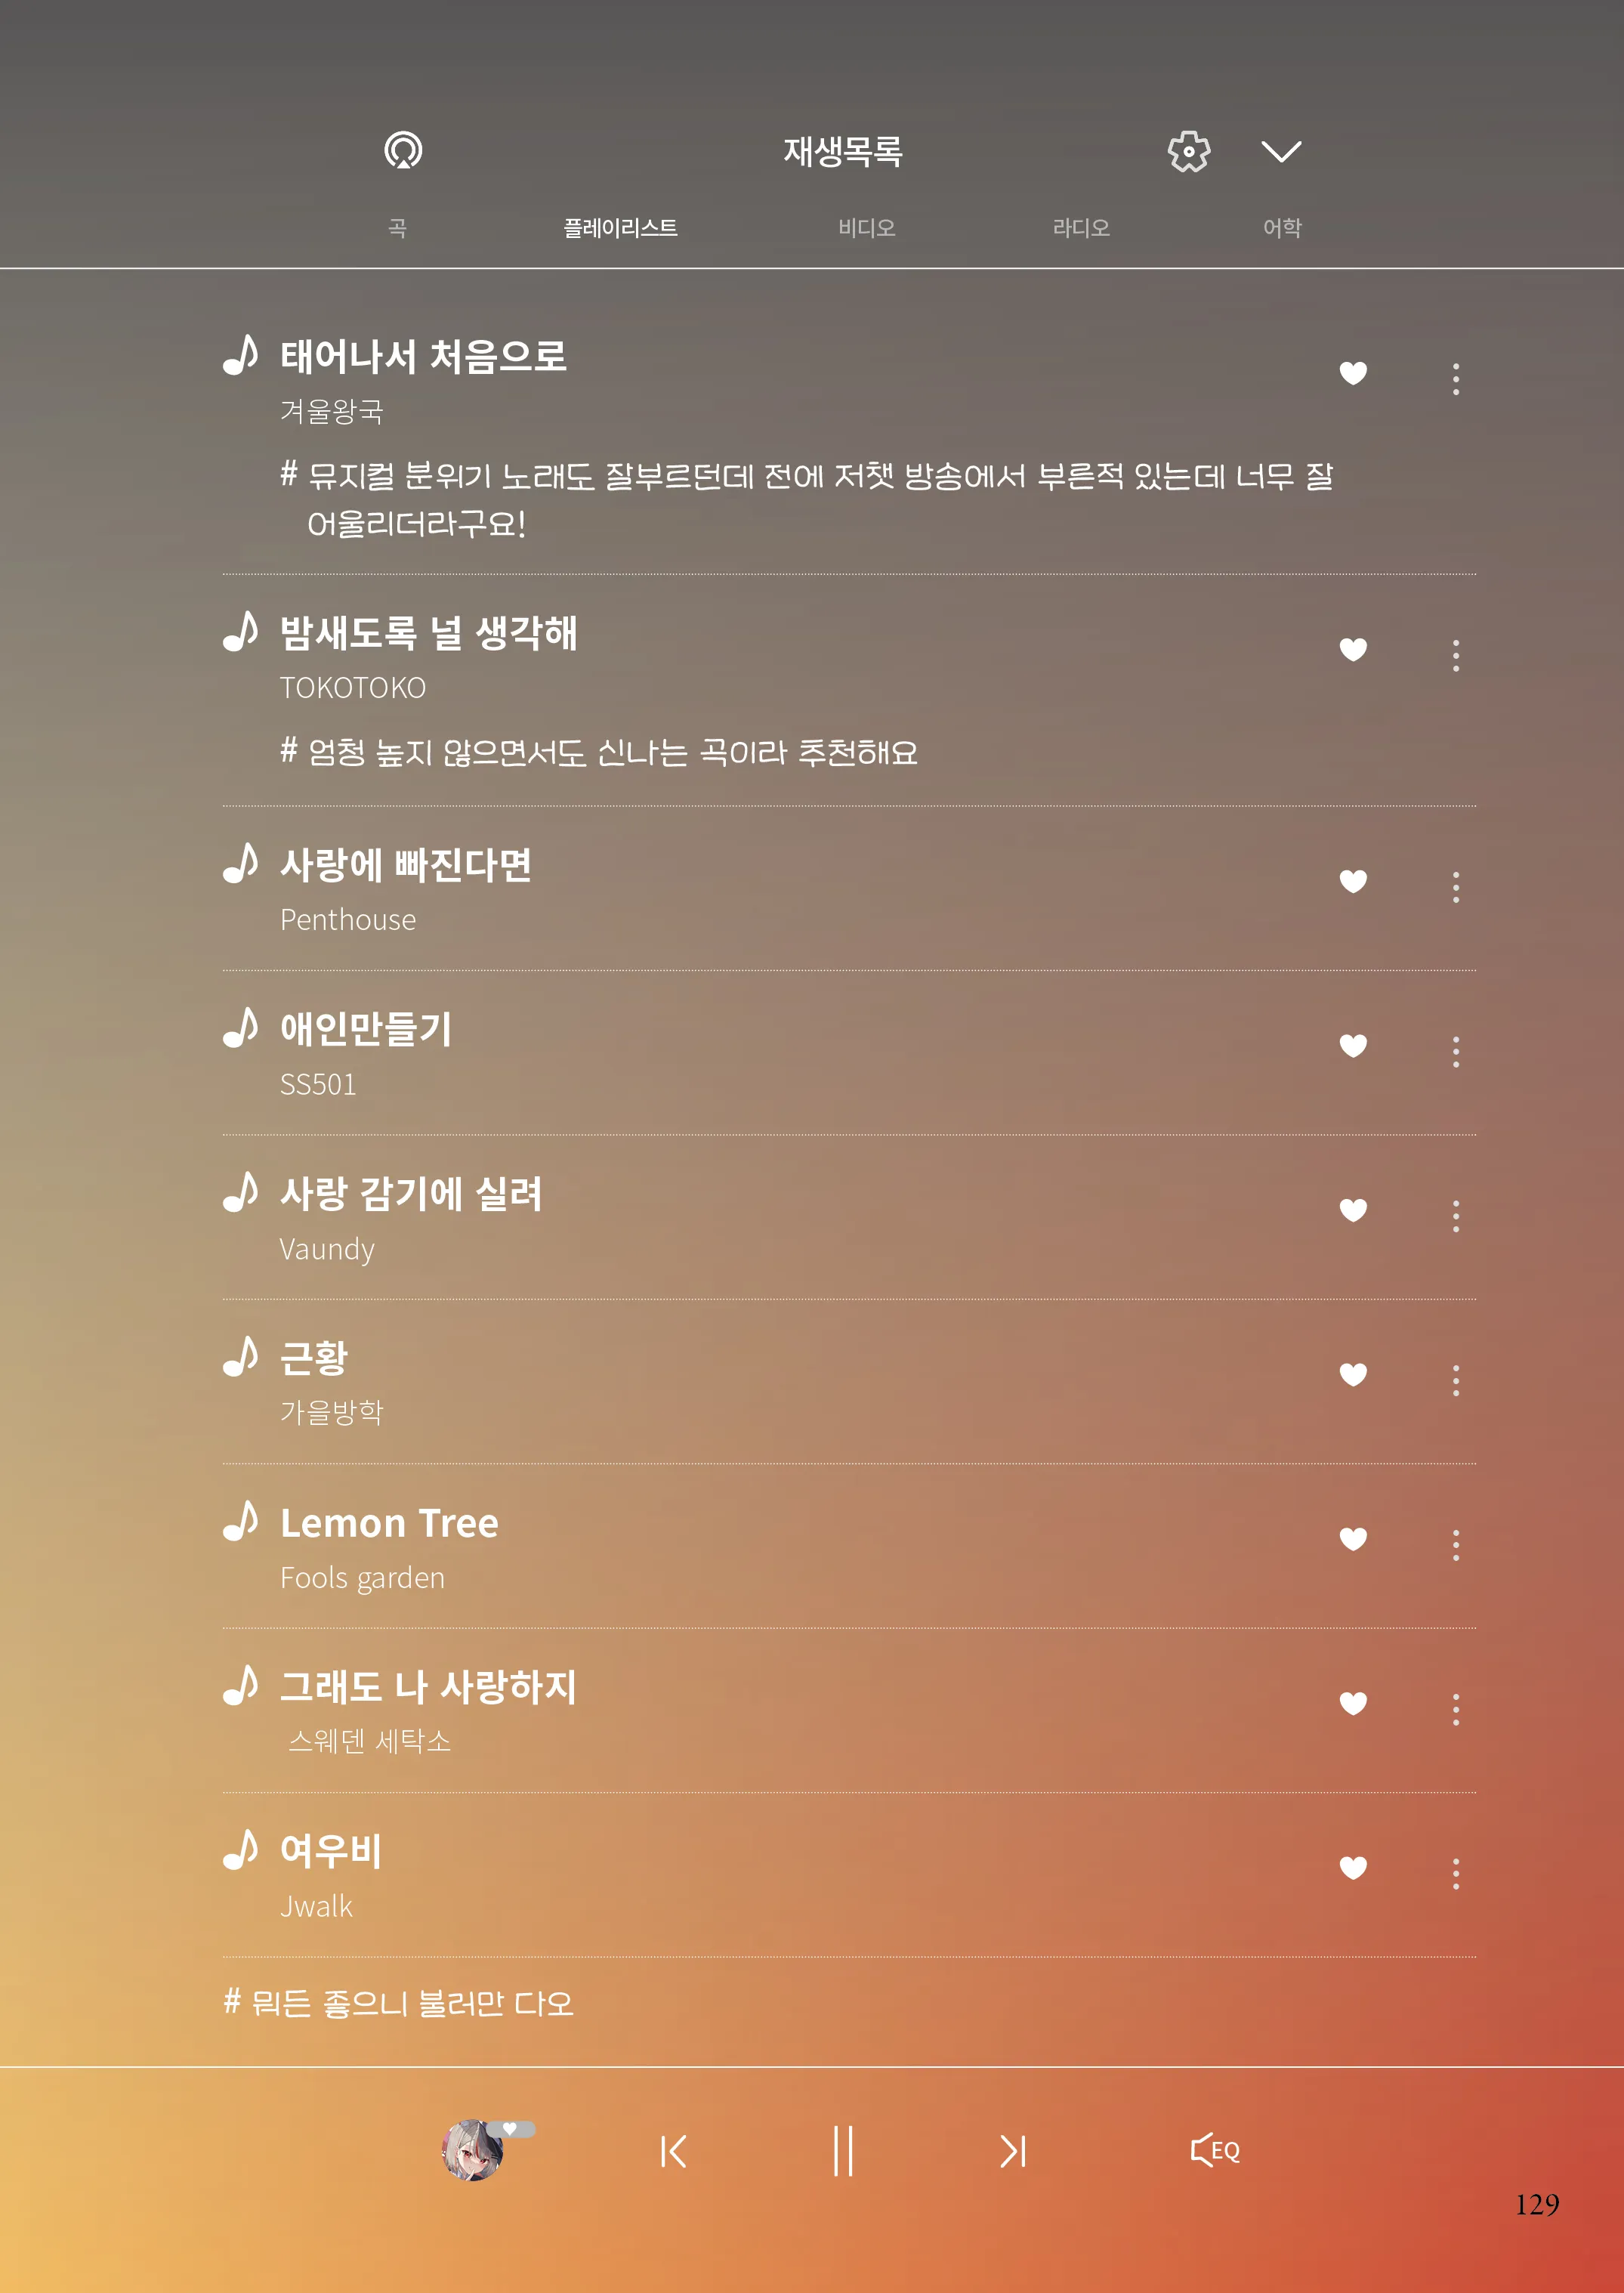 재생목록
곡 플레이리스트 비디오 라디오 어학
태어나서 처음으로
겨울왕국
# 뮤지컬 분위기 노래도 잘부르던데 전에 저챗 방송에서 부른적 있는데 너무 잘
어울리더라구요!
밤새도록 널 생각해
TOKOTOKO
# 엄청 높지 않으면서도 신나는 곡이라 추천해요
사랑에 빠진다면
Penthouse
애인만들기
SS501
사랑 감기에 실려
Vaundy
근황
가을방학
Lemon Tree
Fools garden
그래도 나 사랑하지
스웨덴 세탁소
여우비
Jwalk
# 뭐든 좋으니 불러만 다오
EQ
129